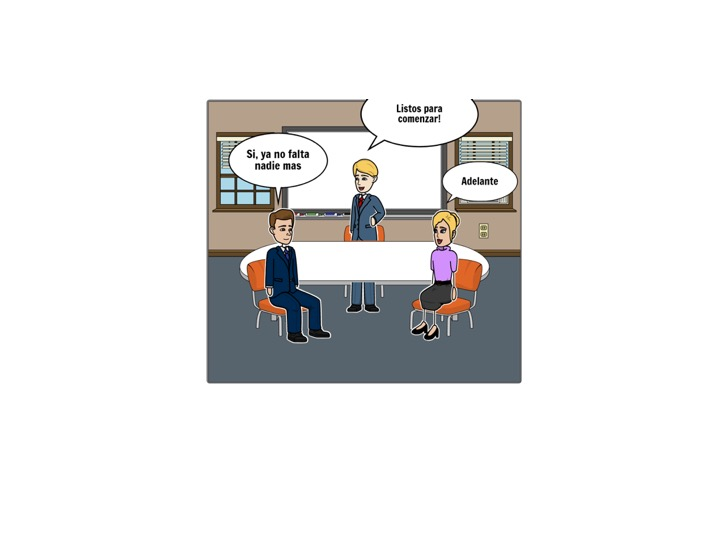 Listos para
comenzar!
Si, ya no falta
nadie mas
Adelante